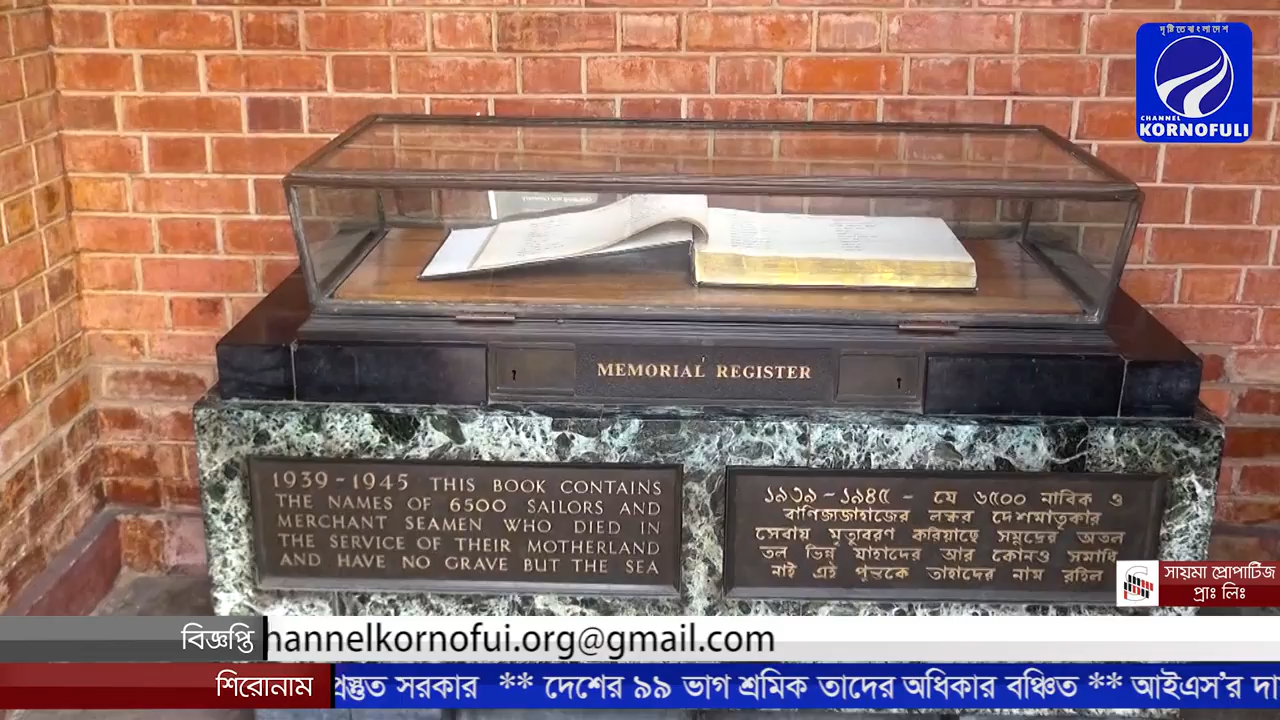 দৃষ্টিতে বাংলাদেশ
CHANNEL
KORNOFULI
MEMORIAL REGISTER
1939 - 1945 THIS BOOK CONTAINS
THE NAMES OF 6500 SAILORS AND
MERCHANT SEAMEN WHO DIED IN
THE SERVICE OF THEIR MOTHERLAND
AND HAVE NO GRAVE BUT THE SEA
১৯৩৯ - ১৯৪৫ - যে ৬৫০০ নাবিক ও
বাণিজ্যজাহাজের লস্কর দেশমাতৃকার
সেবায় মৃত্যুবরণ করিয়াছে সমুদ্রের অতল
তল ভিন্ন যাহাদের আর কোনও সমাধি
নাই এই পুস্তকে তাহাদের নাম রহিল
সায়মা প্রোপার্টিজ
প্রাঃ লিঃ
বিজ্ঞপ্তি hannelkornofui.org@gmail.com
শিরোনাম প্রস্তুত সরকার ** দেশের ৯৯ ভাগ শ্রমিক তাদের অধিকার বঞ্চিত ** আইএস'র দা